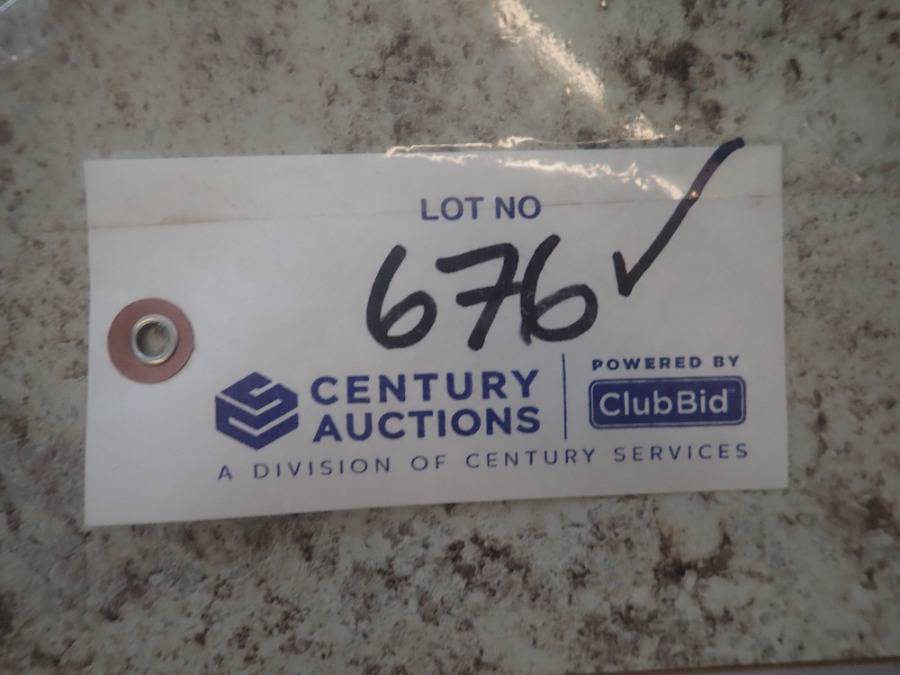 LOT NO
676 ✓
CENTURY
AUCTIONS
POWERED BY
ClubBid
A DIVISION OF CENTURY SERVICES